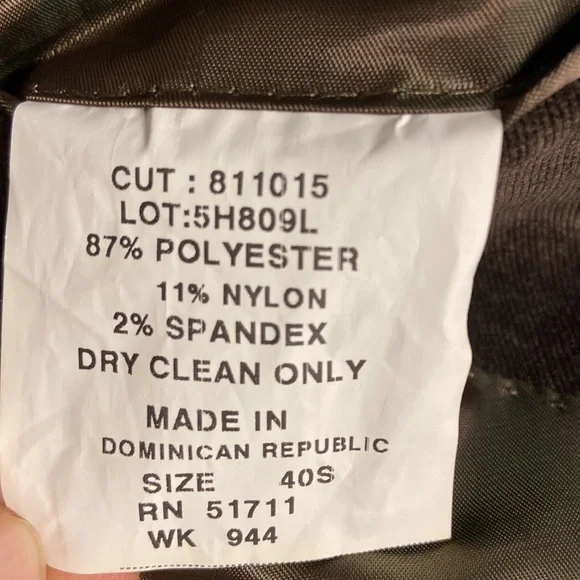 CUT : 811015
LOT:5H809L
87% POLYESTER
11% NYLON
2% SPANDEX
DRY CLEAN ONLY
MADE IN
DOMINICAN REPUBLIC
SIZE 40S
RN 51711
WK 944